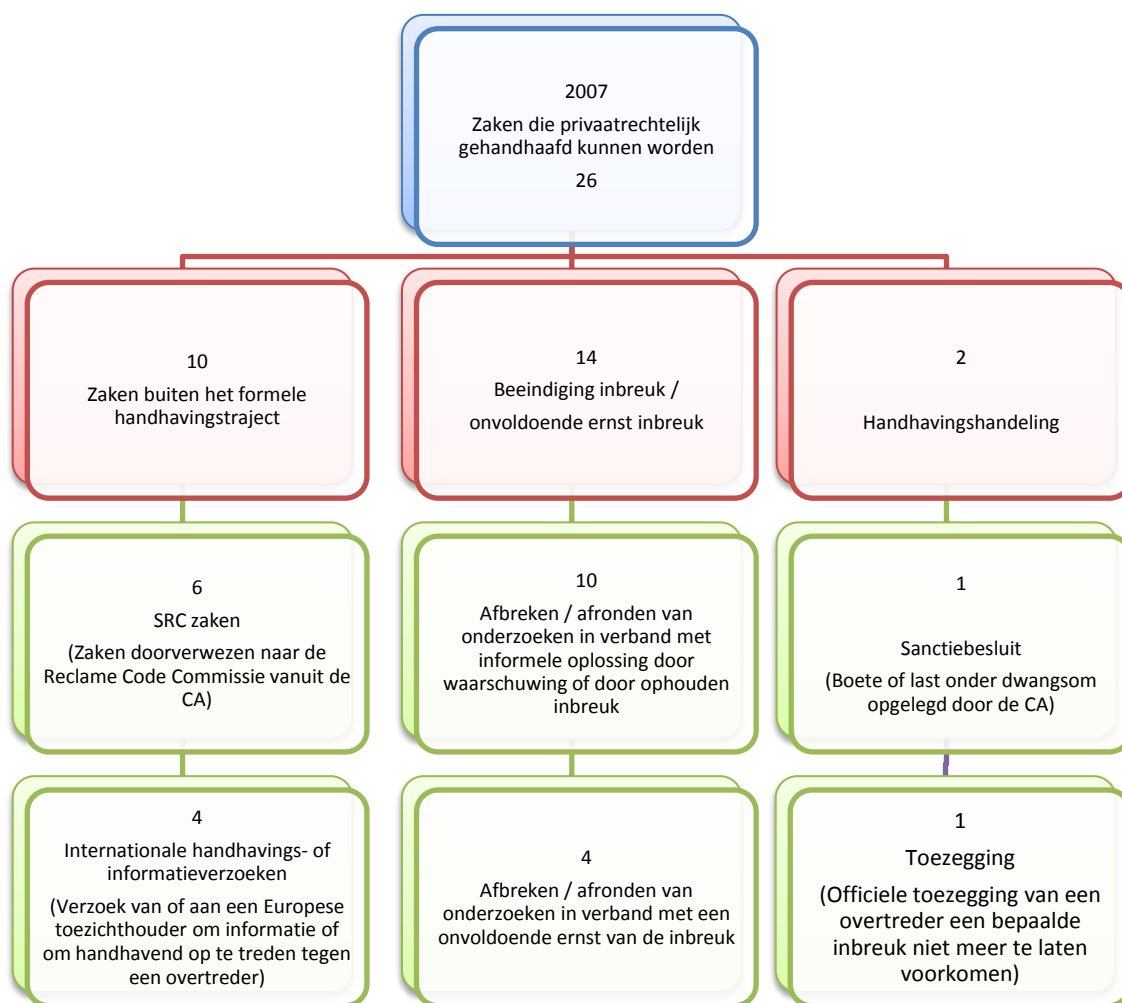 2007
Zaken die privaatrechtelijk
gehandhaafd kunnen worden
26
10
Zaken buiten het formele
handhavingstraject
14
Beeindiging inbreuk /
onvoldoende ernst inbreuk
2
Handhavingshandeling
6
SRC zaken
(Zaken doorverwezen naar de
Reclame Code Commissie vanuit de
CA)
10
Afbreken / afronden van
onderzoeken in verband met
informele oplossing door
waarschuwing of door ophouden
inbreuk
1
Sanctiebesluit
(Boete of last onder dwangsom
opgelegd door de CA)
4
Internationale handhavings- of
informatieverzoeken
(Verzoek van of aan een Europese
toezichthouder om informatie of
om handhavend op te treden tegen
een overtreder)
4
Afbreken / afronden van
onderzoeken in verband met een
onvoldoende ernst van de inbreuk
1
Toezegging
(Officiele toezegging van een
overtreder een bepaalde
inbreuk niet meer te laten
voorkomen)